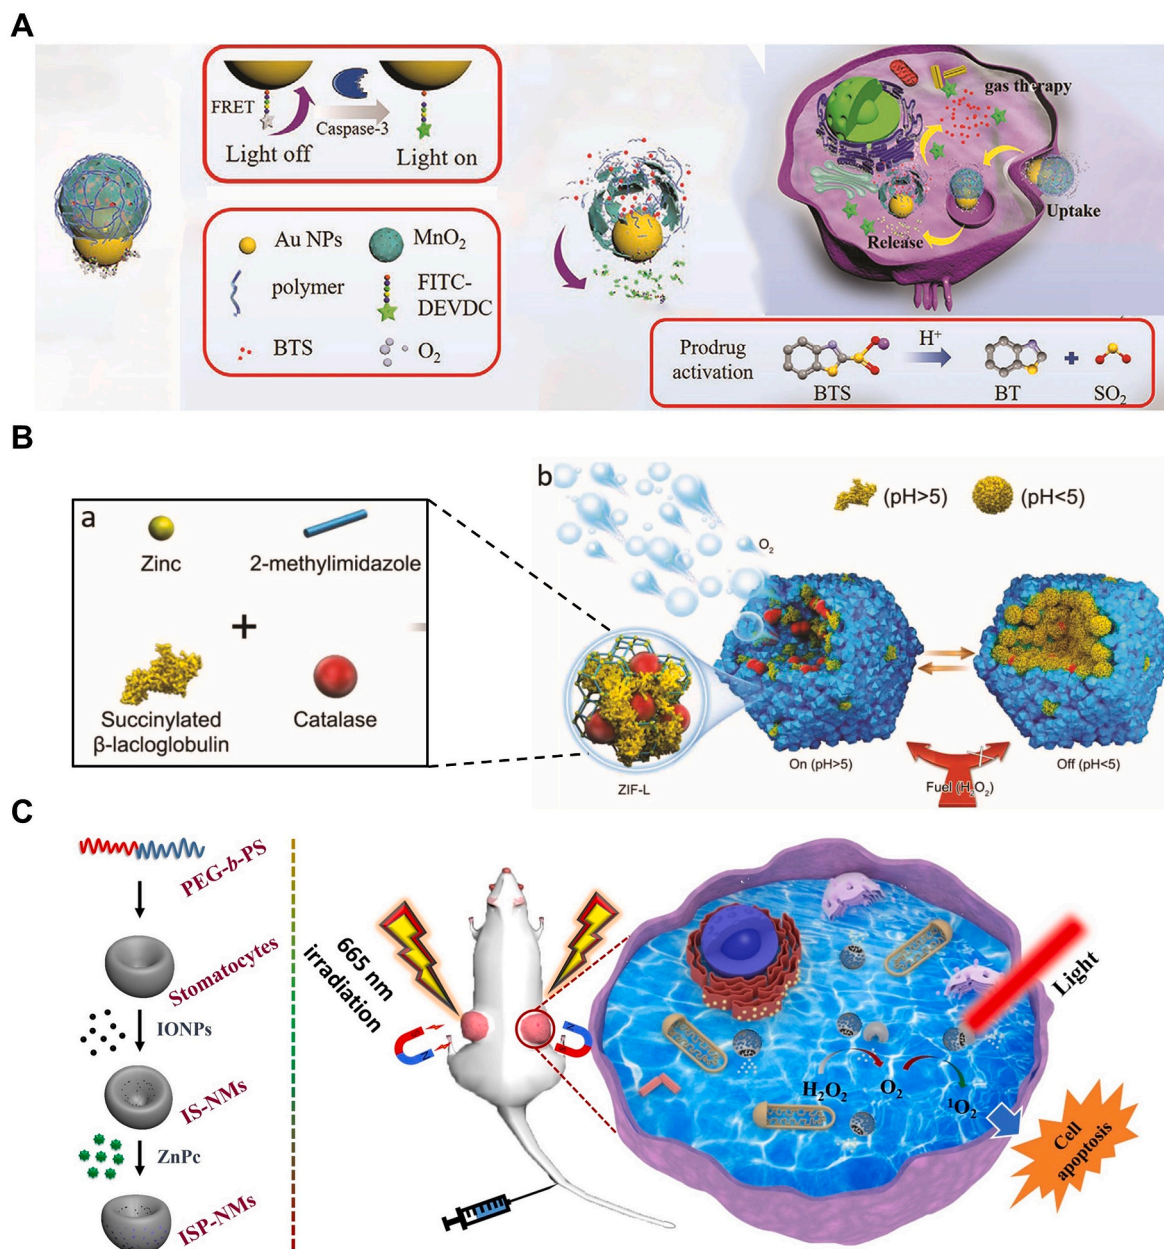 A
FRET
Caspase-3
Light off
Light on
Au NPs
MnO₂
polymer
FITC-
DEVDC
BTS
O₂
gas therapy
Uptake
Release
Prodrug
activation
H⁺
BTS
BT
+
SO₂
B
a
Zinc
2-methylimidazole
+
Succinylated
β-lacloglobulin
Catalase
b
(pH>5)
(pH<5)
O₂
ZIF-L
On (pH>5)
Fuel (H₂O₂)
Off (pH<5)
C
PEG-b-PS
Stomatocytes
IONPs
IS-NMs
ZnPc
ISP-NMs
665 nm
irradiation
Light
H₂O₂
O₂
¹O₂
Cell
apoptosis